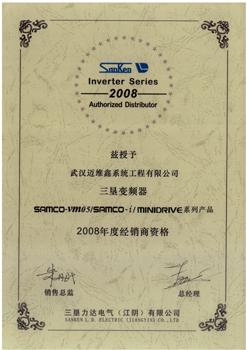 SanKen
Inverter Series
2008
Authorized Distributor
兹授予
武汉迈维鑫系统工程有限公司
三垦变频器
SAMCO-vm05/SAMCO-i/MINIDRIVE系列产品
2008年度经销商资格
销售总监 总经理
三垦力达电气(江阴)有限公司
SANKEN L.D. ELECTRIC (JIANGYIN) CO.,LTD